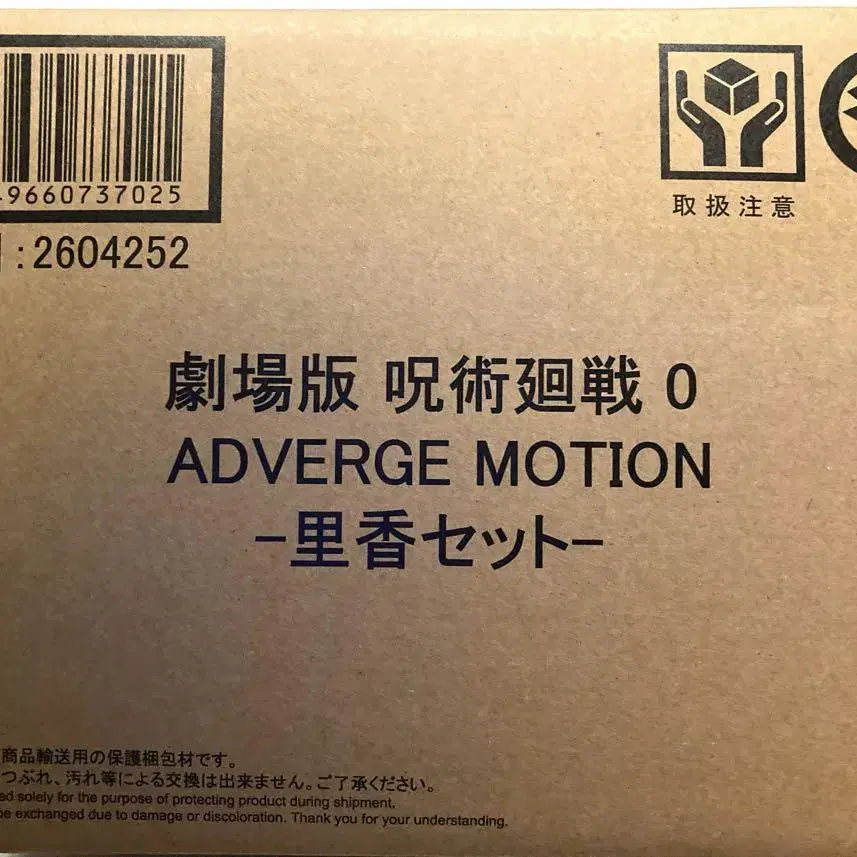 9660737025
:2604252
取扱注意
劇場版 呪術廻戦 0
ADVERGE MOTION
-里香セット-
商品輸送用の保護梱包材です。
つぶれ、汚れ等による交換は出来ません。ご了承ください。
ed solely for the purpose of protecting product during shipment,
be exchanged due to damage or discoloration. Thank you for your understanding.